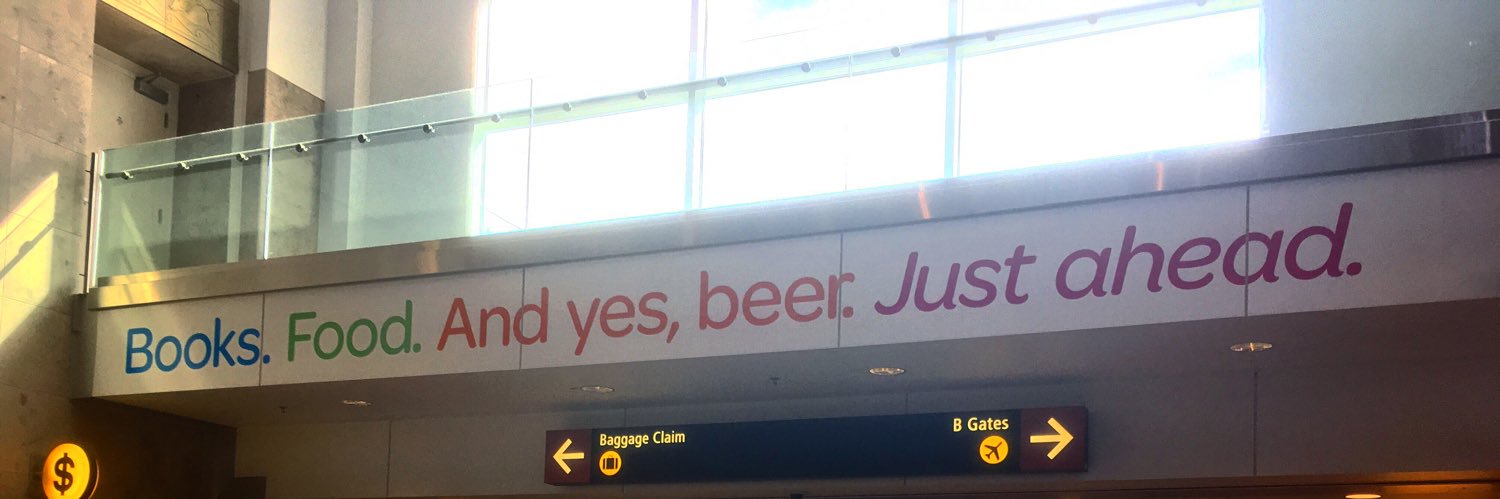 Books. Food. And yes, beer. Just ahead.
Baggage Claim
B Gates
$